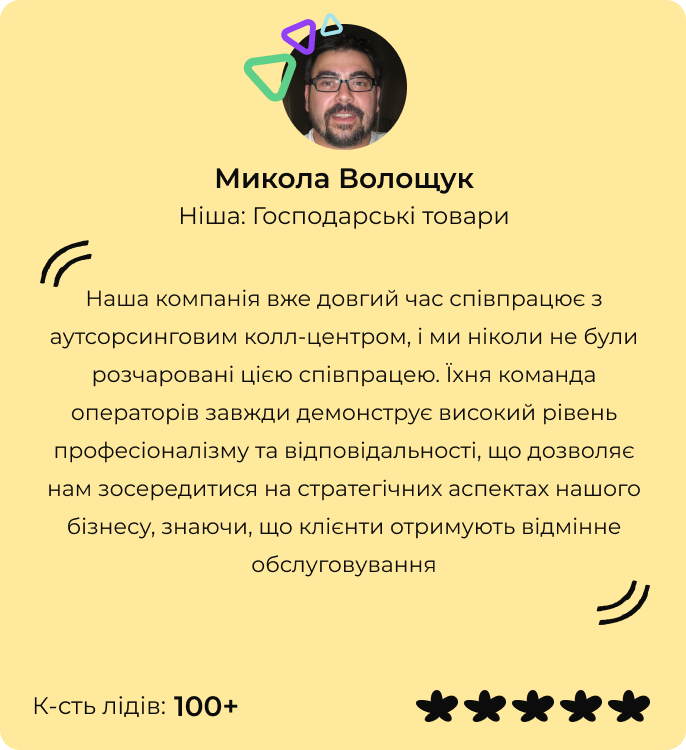 Микола Волощук
Ніша: Господарські товари
Наша компанія вже довгий час співпрацює з
аутсорсинговим колл-центром, і ми ніколи не були
розчаровані цією співпрацею. Їхня команда
операторів завжди демонструє високий рівень
професіоналізму та відповідальності, що дозволяє
нам зосередитися на стратегічних аспектах нашого
бізнесу, знаючи, що клієнти отримують відмінне
обслуговування
К-сть лідів: 100+